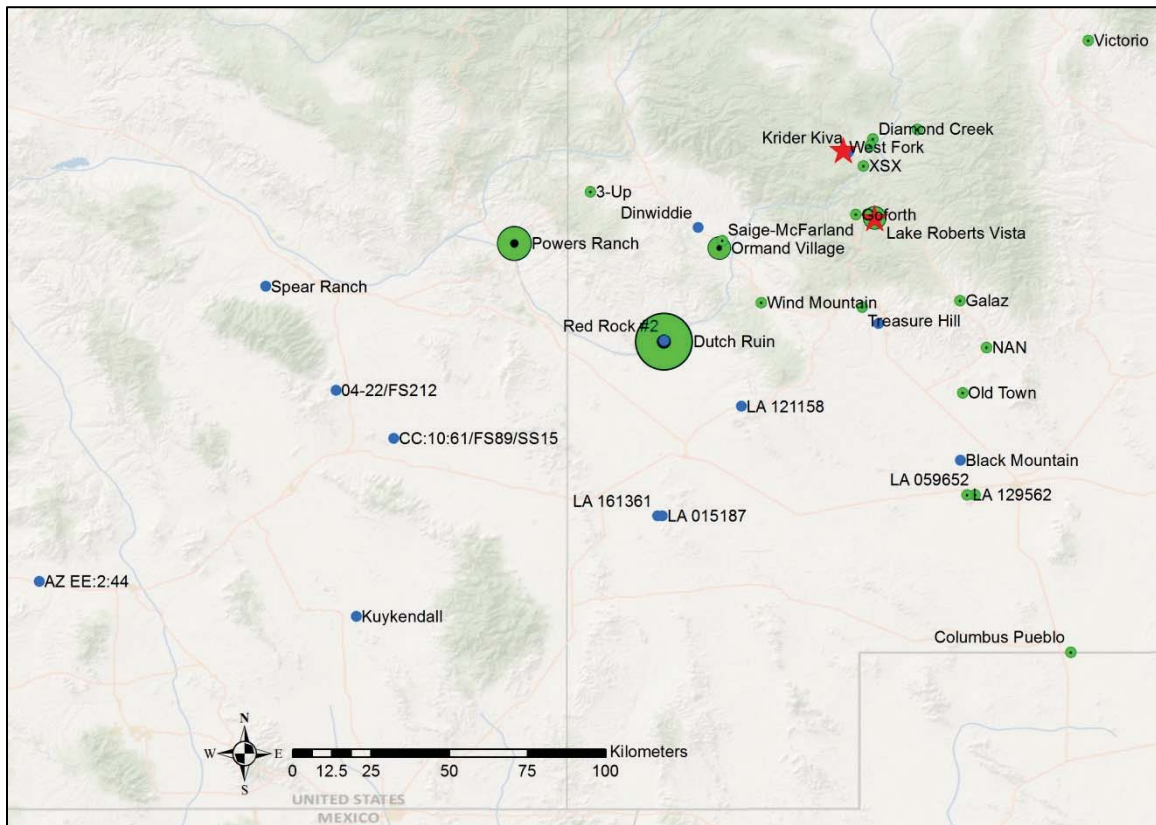 Victorio
Diamond Creek
Krider Kiva
West Fork
XSX
3-Up
Dinwiddie
Goforth
Saige-McFarland
Lake Roberts Vista
Powers Ranch
Ormand Village
Spear Ranch
Wind Mountain
Galaz
Treasure Hill
Red Rock #2
Dutch Ruin
NAN
04-22/FS212
Old Town
LA 121158
CC:10:61/FS89/SS15
Black Mountain
LA 059652
LA 129562
LA 161361
LA 015187
AZ EE:2:44
Kuykendall
Columbus Pueblo
N
W E
S
Kilometers
0 12.5 25 50 75 100
UNITED STATES
MEXICO